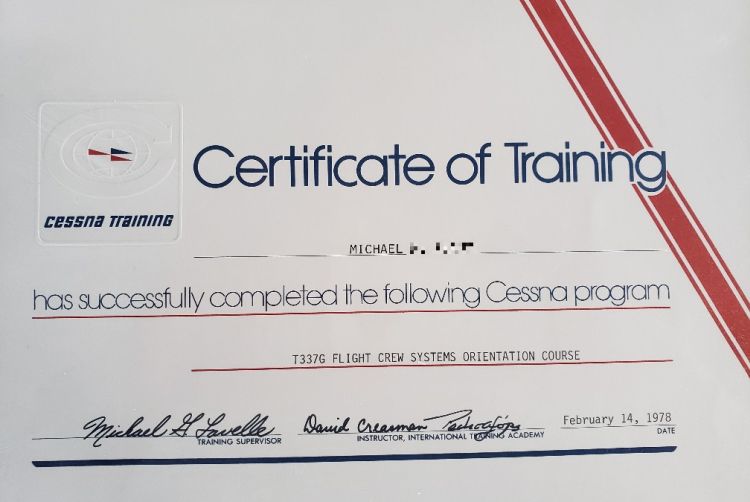 Certificate of Training
cessna Training
MICHAEL
has successfully completed the following Cessna program
T337G FLIGHT CREW SYSTEMS ORIENTATION COURSE
Michael G Lavelle
TRAINING SUPERVISOR
David Creasman
INSTRUCTOR, INTERNATIONAL TRAINING ACADEMY
February 14, 1978
DATE